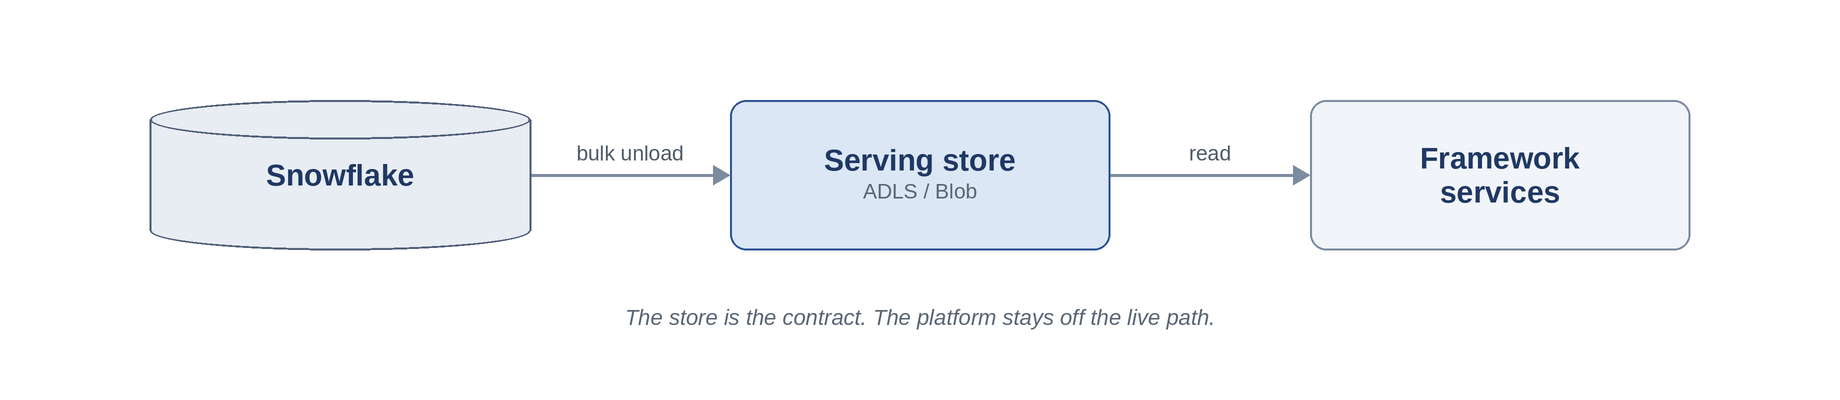 Snowflake
bulk unload
Serving store
ADLS / Blob
read
Framework
services
The store is the contract. The platform stays off the live path.